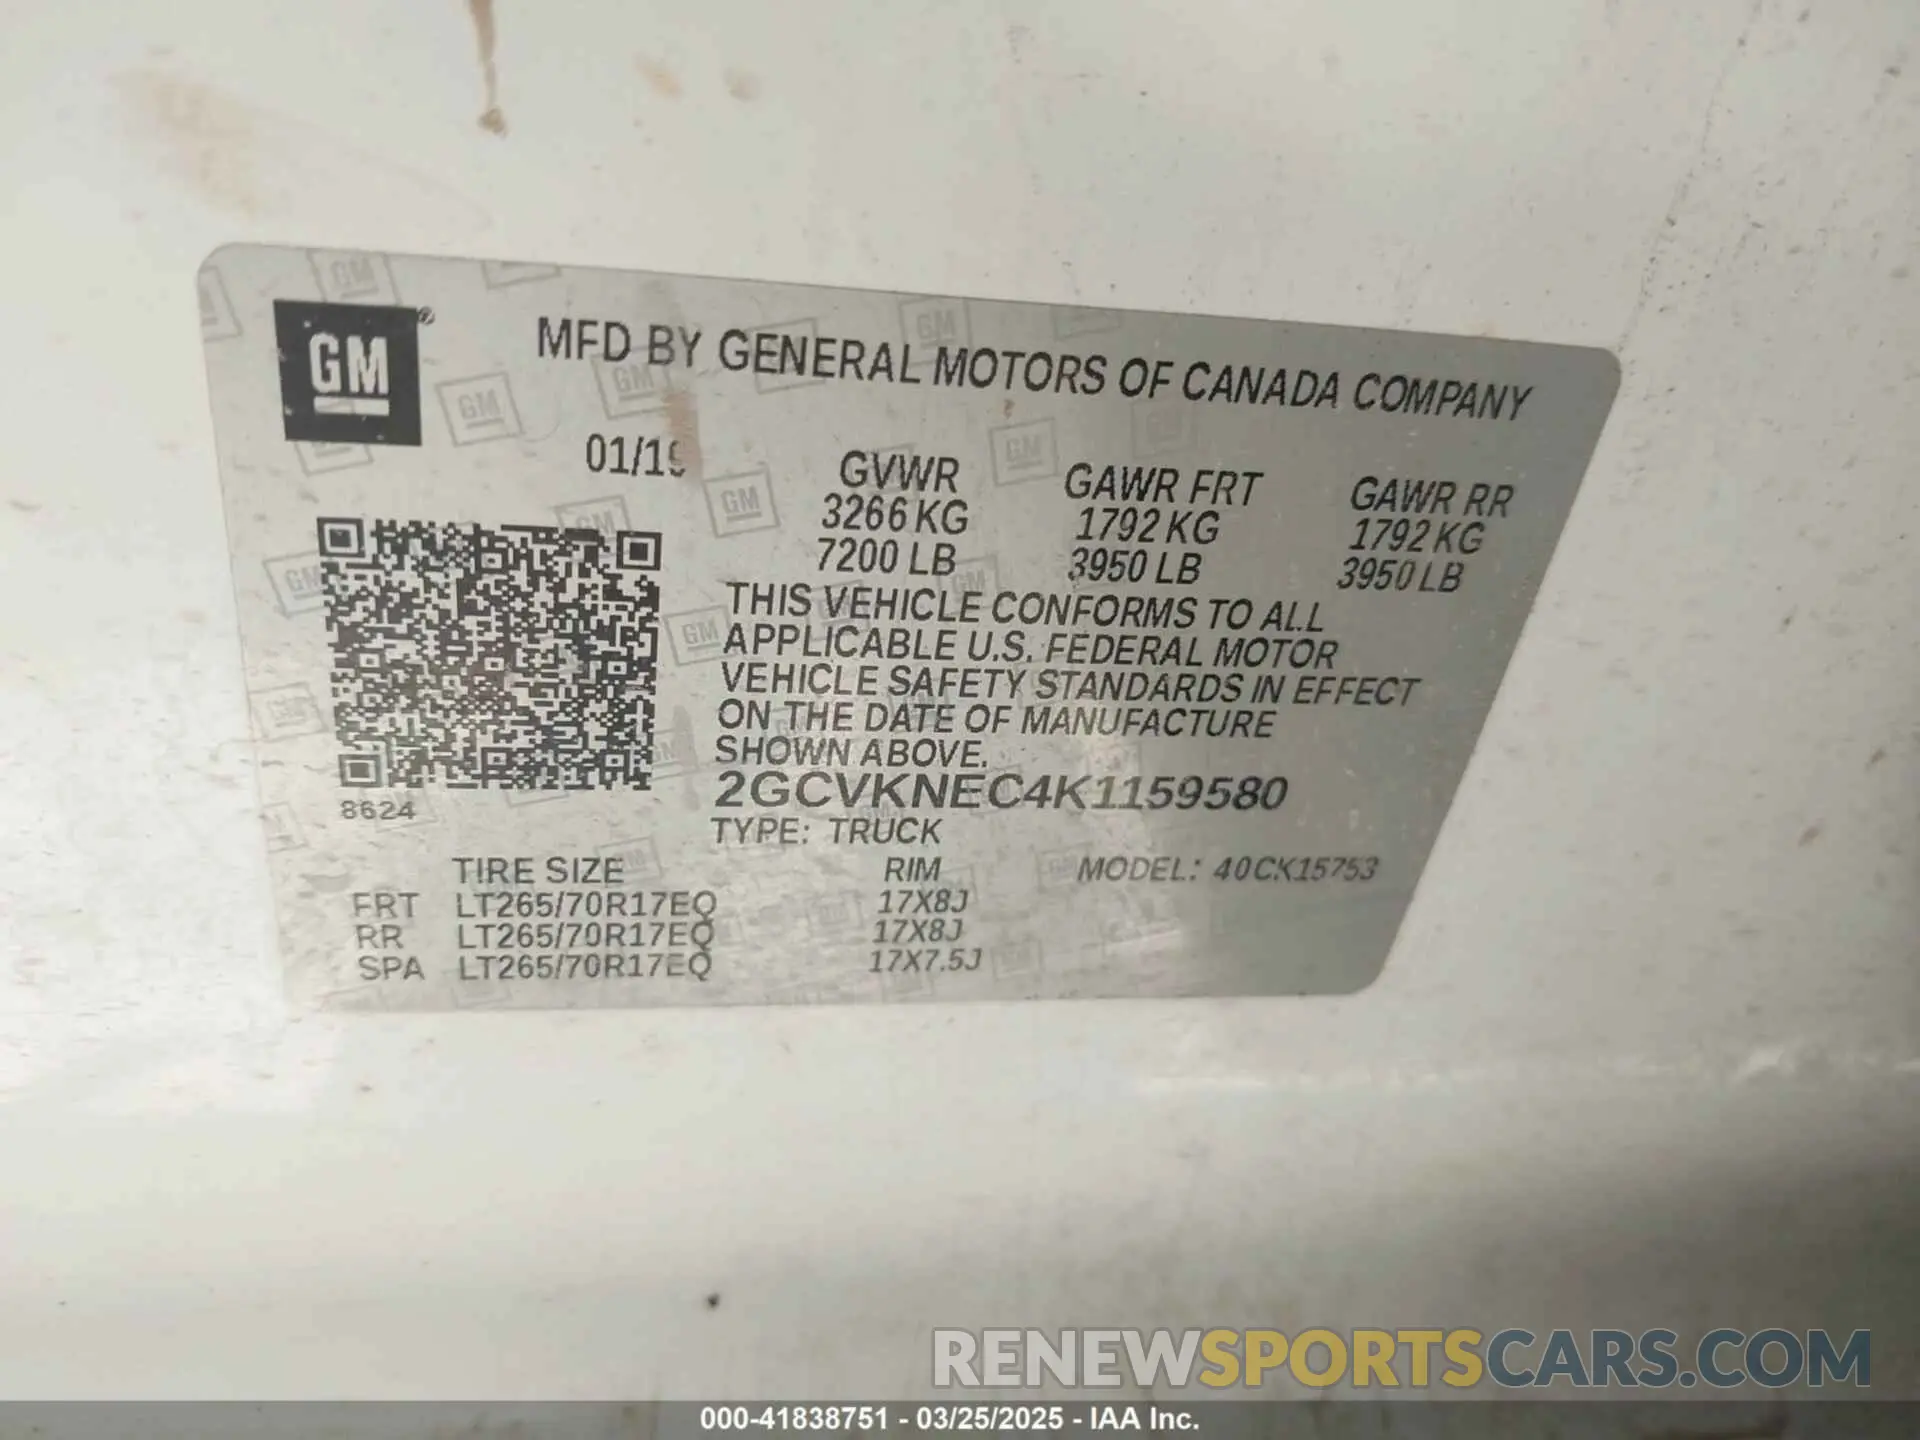 GM®
MFD BY GENERAL MOTORS OF CANADA COMPANY
01/19
GVWR GAWR FRT GAWR RR
3266 KG 1792 KG 1792 KG
7200 LB 3950 LB 3950 LB
THIS VEHICLE CONFORMS TO ALL
APPLICABLE U.S. FEDERAL MOTOR
VEHICLE SAFETY STANDARDS IN EFFECT
ON THE DATE OF MANUFACTURE
SHOWN ABOVE.
2GCVKNEC4K1159580
8624
TYPE: TRUCK
TIRE SIZE RIM MODEL: 40CK15753
FRT LT265/70R17EQ 17X8J
RR LT265/70R17EQ 17X8J
SPA LT265/70R17EQ 17X7.5J
RENEWSPORTSCARS.COM
000-41838751 - 03/25/2025 - IAA Inc.